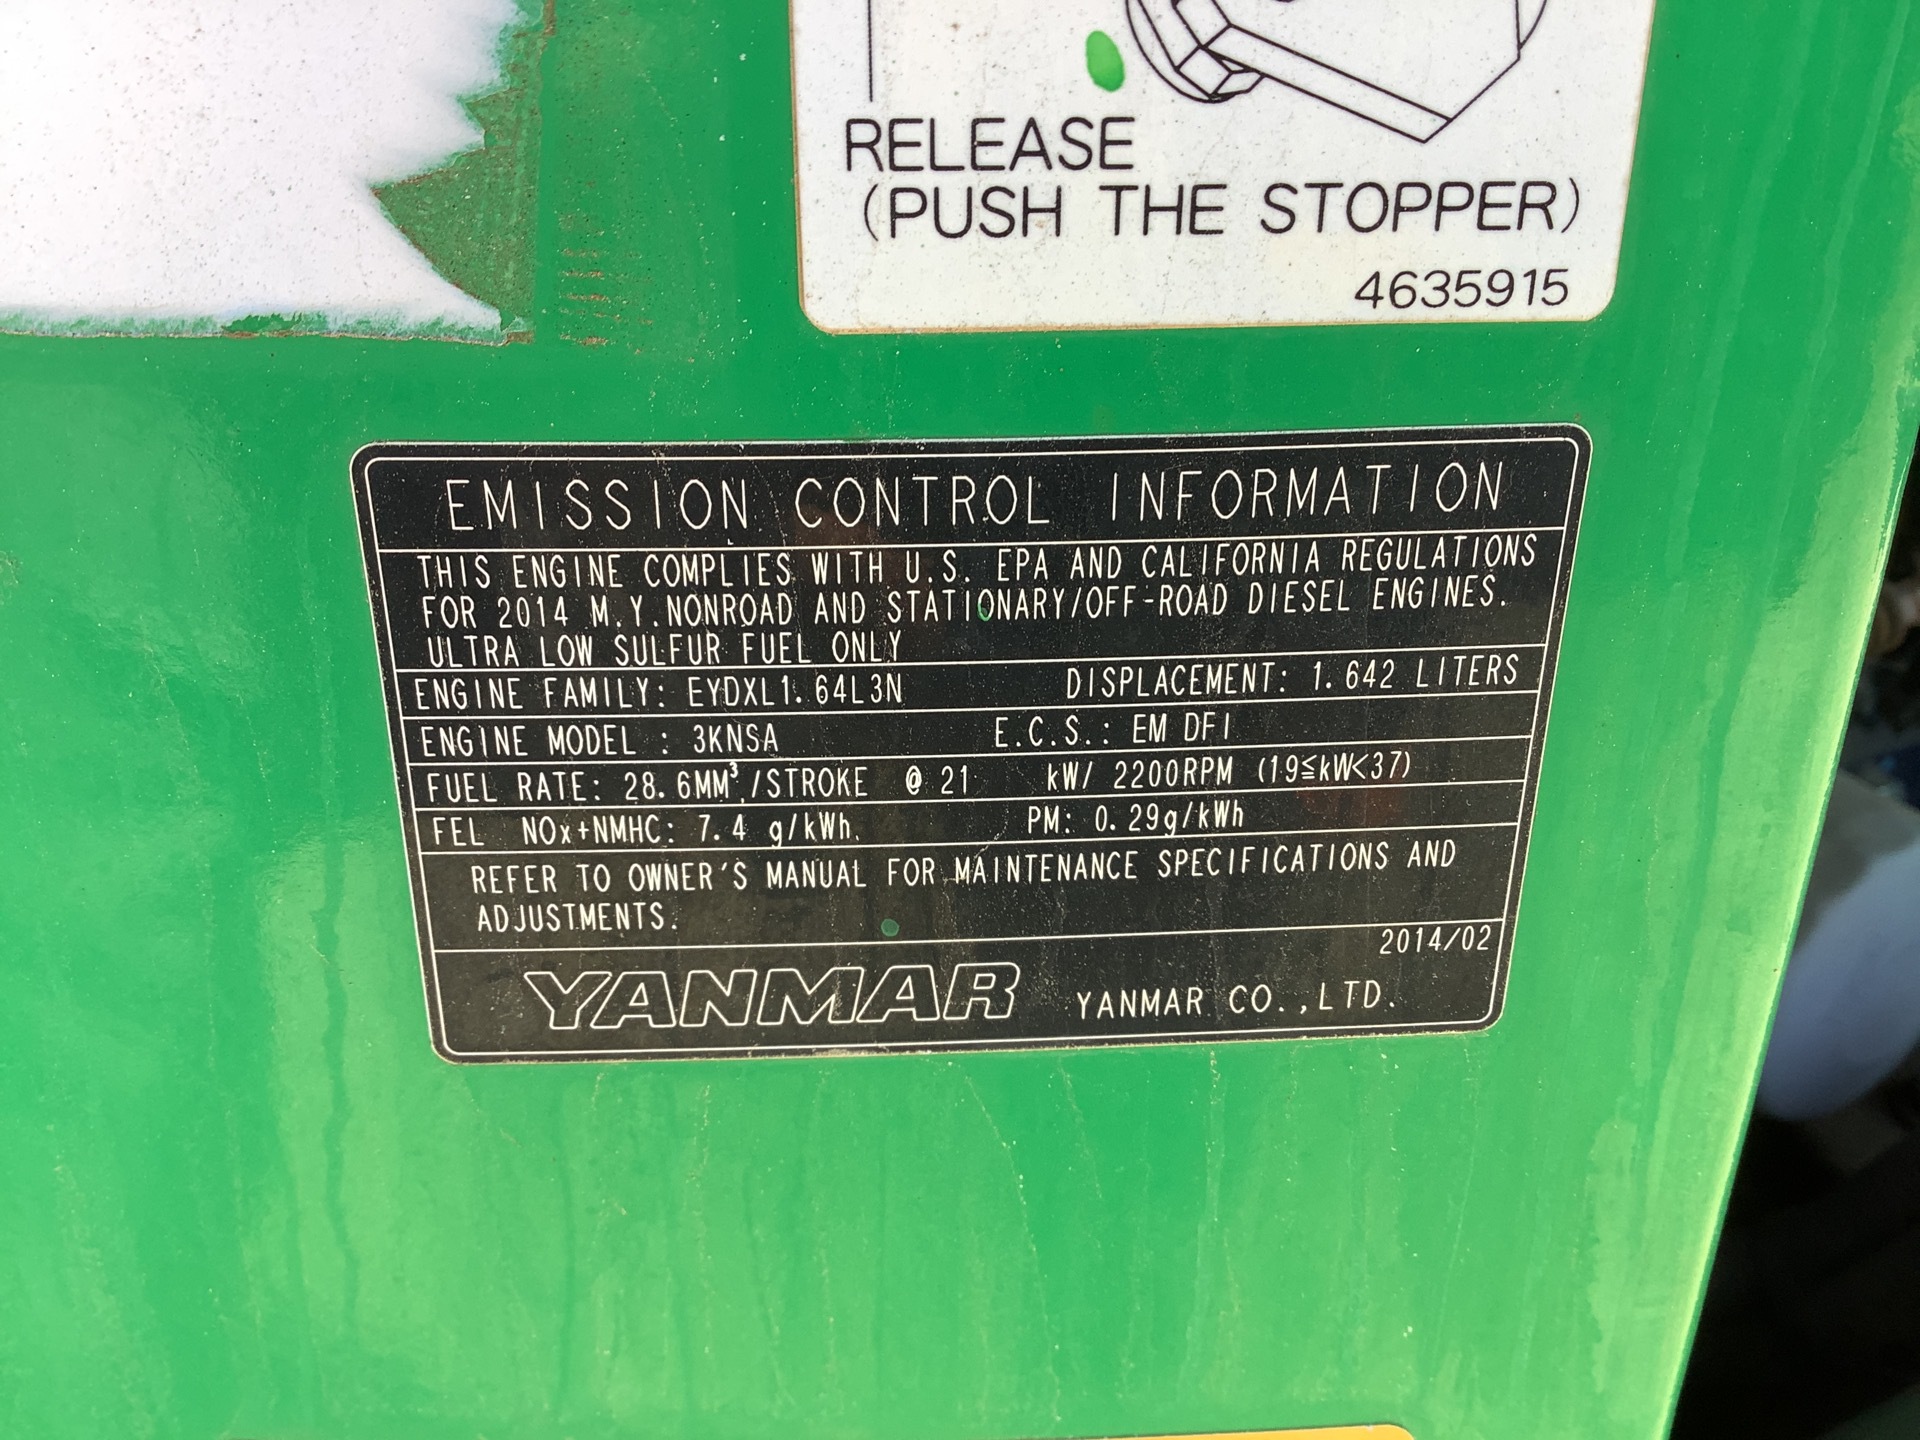 RELEASE
(PUSH THE STOPPER)
4635915
EMISSION CONTROL INFORMATION
THIS ENGINE COMPLIES WITH U.S. EPA AND CALIFORNIA REGULATIONS
FOR 2014 M.Y.NONROAD AND STATIONARY/OFF-ROAD DIESEL ENGINES.
ULTRA LOW SULFUR FUEL ONLY
ENGINE FAMILY: EYDXL1.64L3N DISPLACEMENT: 1.642 LITERS
ENGINE MODEL : 3KNSA E.C.S.: EM DFI
FUEL RATE: 28.6MM³/STROKE @ 21 kW/ 2200RPM (19≦kW<37)
FEL NOx+NMHC: 7.4 g/kWh. PM: 0.29g/kWh
REFER TO OWNER'S MANUAL FOR MAINTENANCE SPECIFICATIONS AND
ADJUSTMENTS.
2014/02
YANMAR YANMAR CO.,LTD.